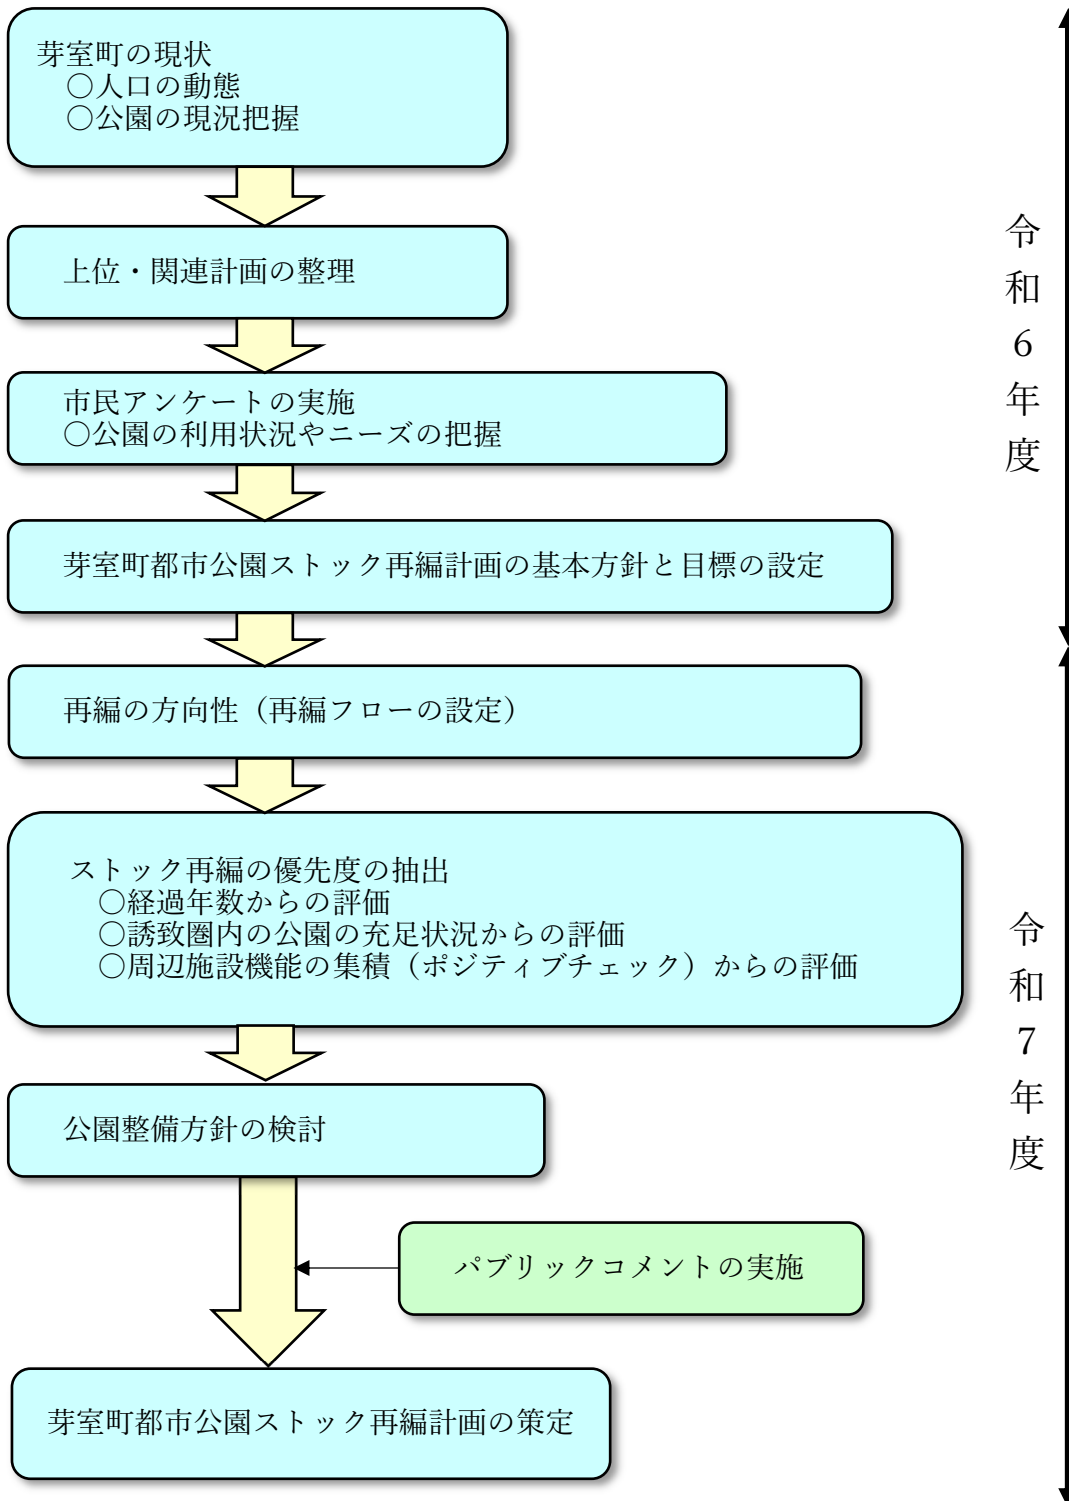 芽室町の現状
○人口の動態
○公園の現況把握
上位・関連計画の整理
市民アンケートの実施
○公園の利用状況やニーズの把握
芽室町都市公園ストック再編計画の基本方針と目標の設定
令和6年度
再編の方向性（再編フローの設定）
ストック再編の優先度の抽出
○経過年数からの評価
○誘致圏内の公園の充足状況からの評価
○周辺施設機能の集積（ポジティブチェック）からの評価
公園整備方針の検討
パブリックコメントの実施
芽室町都市公園ストック再編計画の策定
令和7年度